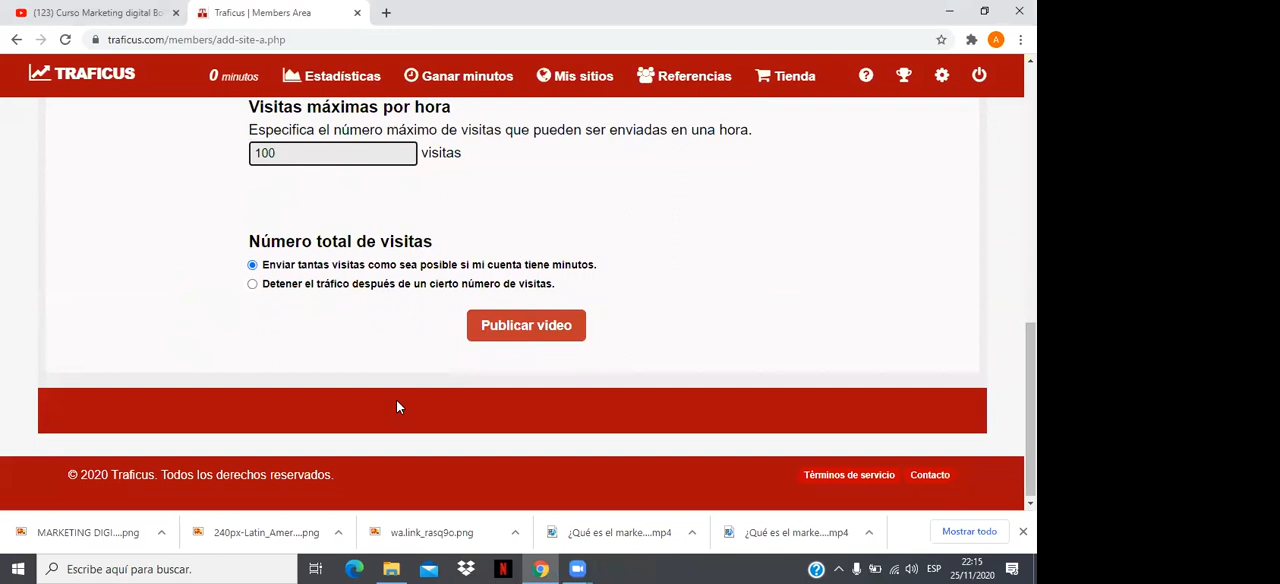 (123) Curso Marketing digital Bo
Traficus | Members Area
traficus.com/members/add-site-a.php
A
TRAFICUS
0 minutos
Estadísticas
Ganar minutos
Mis sitios
Referencias
Tienda
?
Visitas máximas por hora
Especifica el número máximo de visitas que pueden ser enviadas en una hora.
100 visitas
Número total de visitas
Enviar tantas visitas como sea posible si mi cuenta tiene minutos.
Detener el tráfico después de un cierto número de visitas.
Publicar video
© 2020 Traficus. Todos los derechos reservados.
Términos de servicio
Contacto
MARKETING DIGI....png
240px-Latin_Amer....png
wa.link_rasq9o.png
¿Qué es el marke....mp4
¿Qué es el marke....mp4
Mostrar todo
Escribe aquí para buscar.
N
?
ESP
22:15
25/11/2020